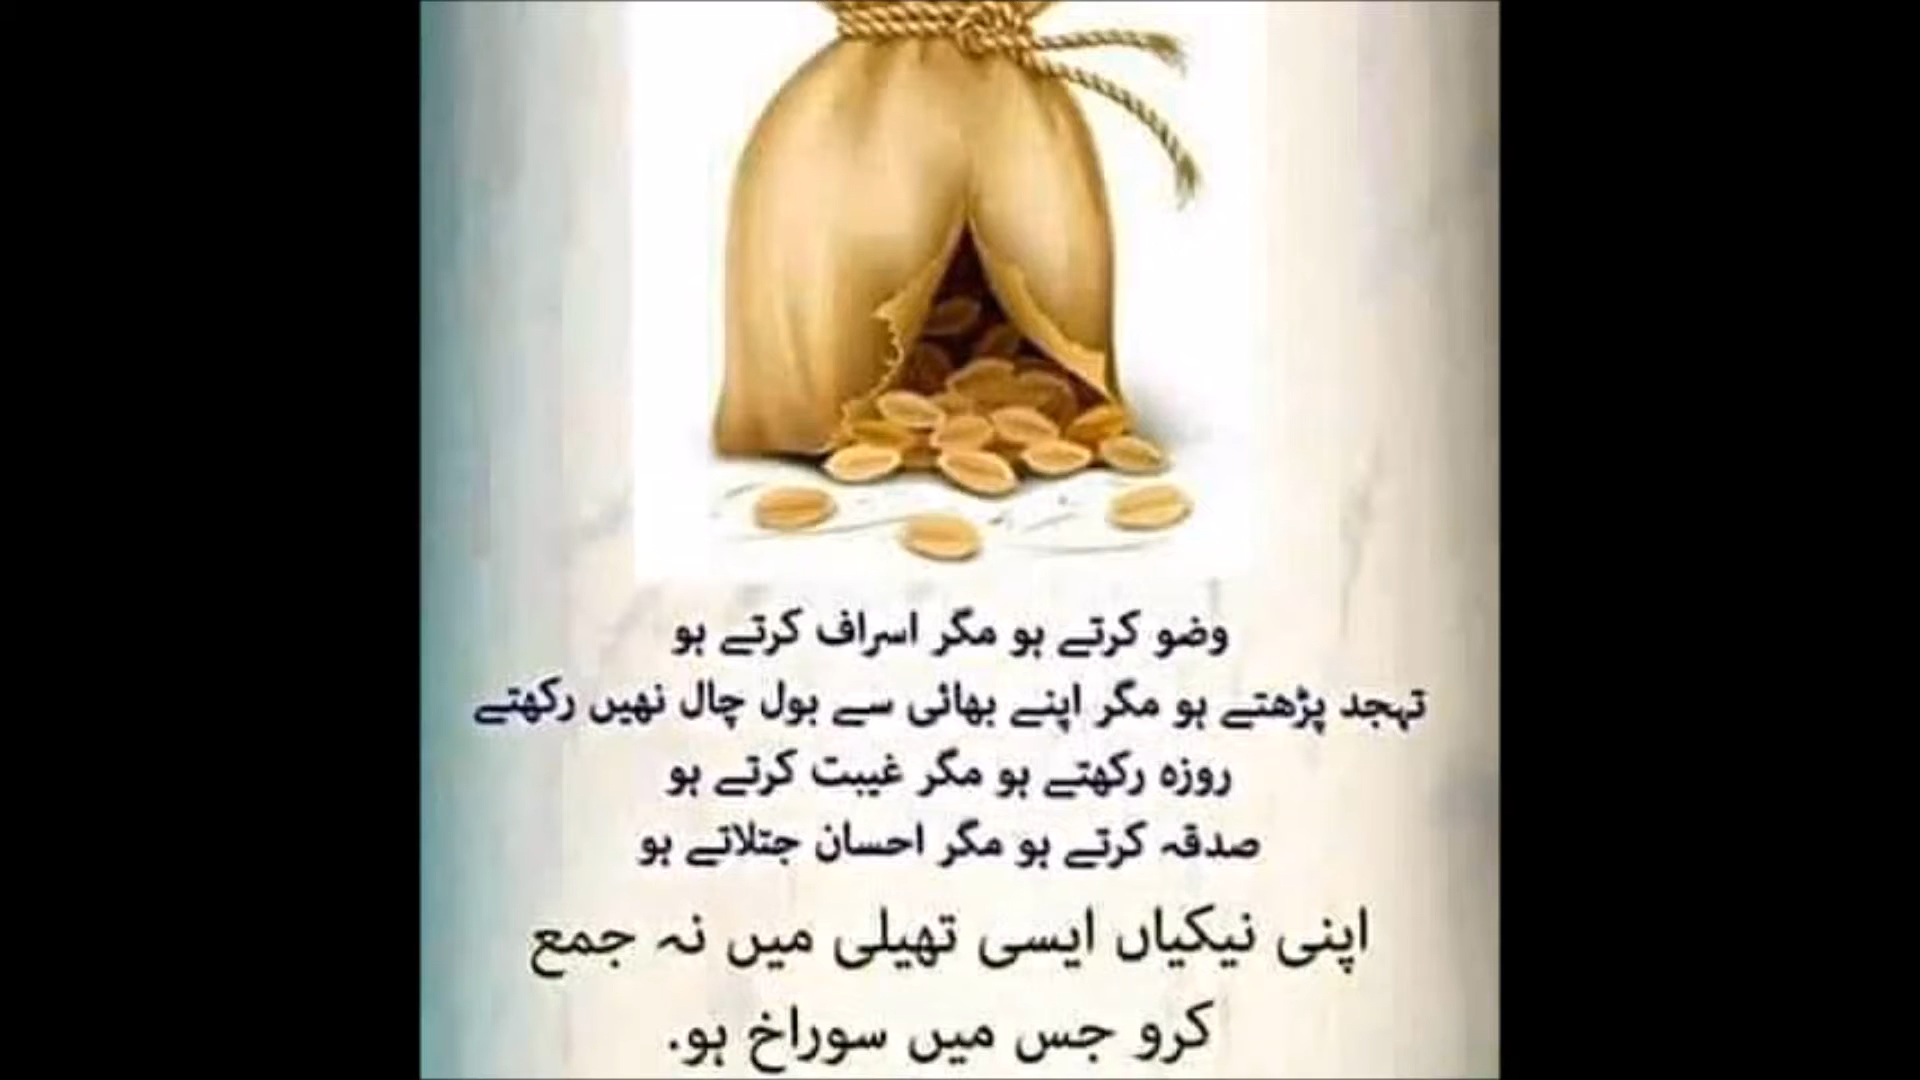 وضو کرتے ہو مگر اسراف کرتے ہو
تہجد پڑھتے ہو مگر اپنے بھائی سے بول چال نھیں رکھتے
روزہ رکھتے ہو مگر غیبت کرتے ہو
صدقہ کرتے ہو مگر احسان جتلاتے ہو
اپنی نیکیاں ایسی تھیلی میں نہ جمع
کرو جس میں سوراخ ہو.